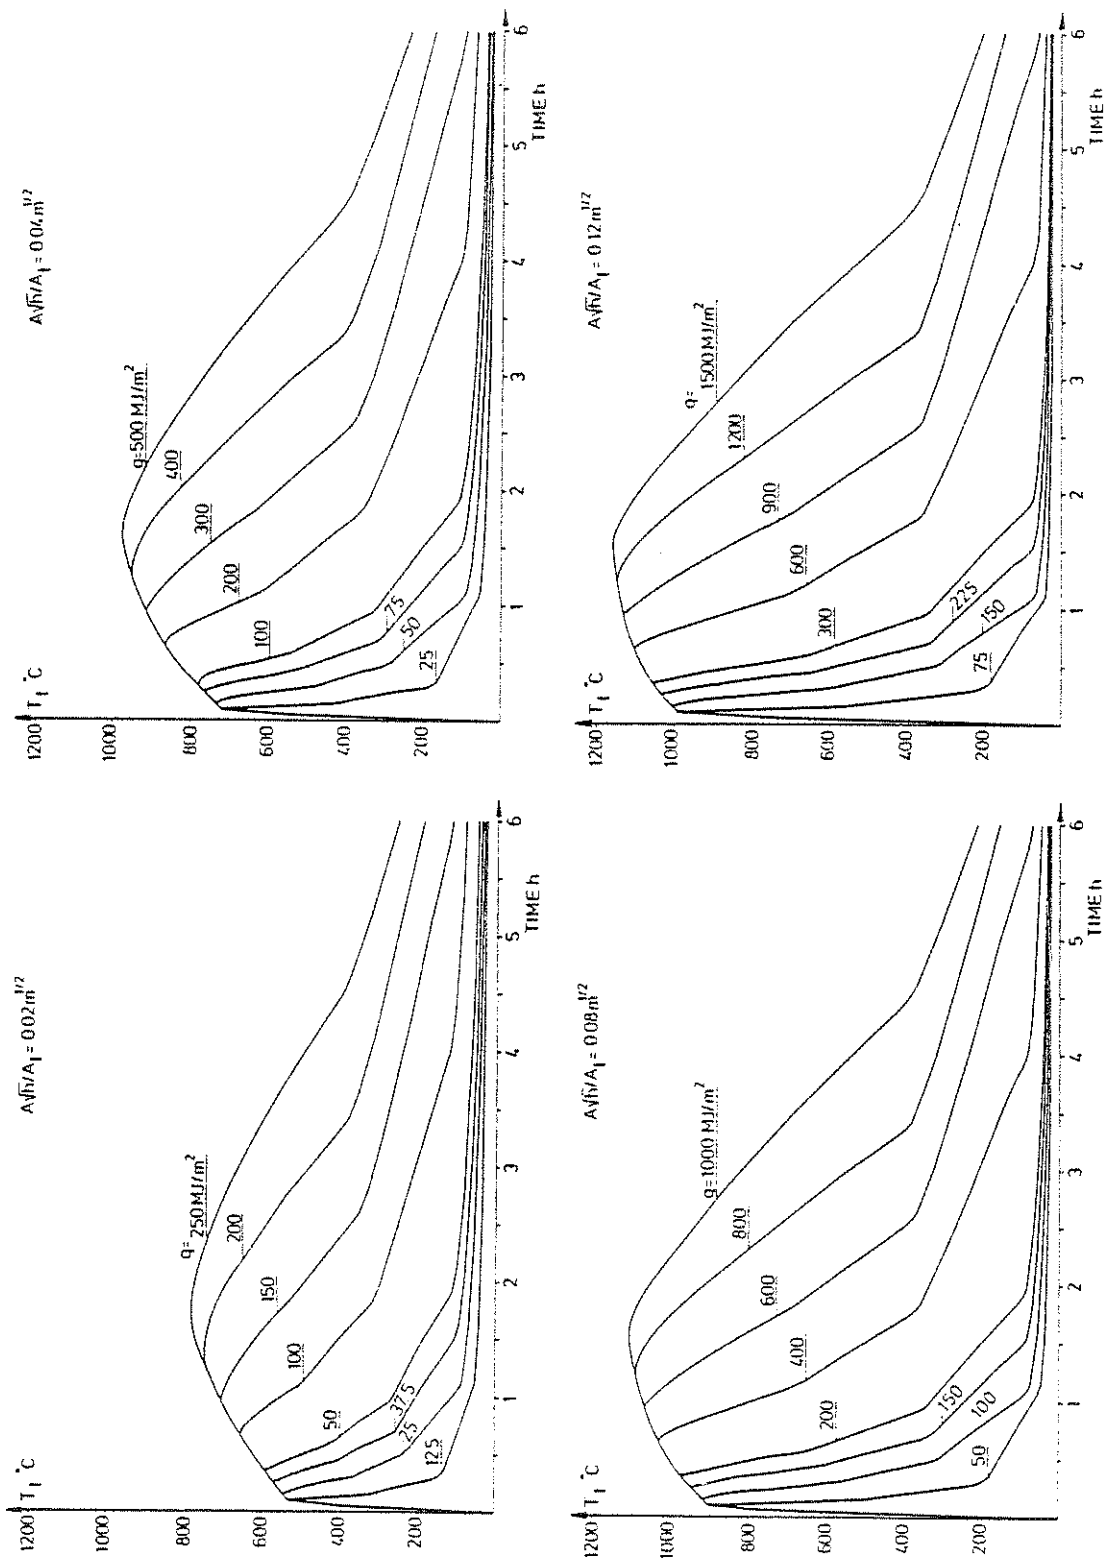 T_t °C
A√h/A_t = 0.02 m^1/2
1200
1000
800
600
400
200
q=
250 MJ/m²
200
150
100
50
37.5
25
12.5
1 2 3 4 5 6
TIME h
T_t °C
A√h/A_t = 0.04 m^1/2
1200
1000
800
600
400
200
q=500 MJ/m²
400
300
200
100
75
50
25
1 2 3 4 5 6
TIME h
T_t °C
A√h/A_t = 0.08 m^1/2
1200
1000
800
600
400
200
q=1000 MJ/m²
800
600
400
200
150
100
50
1 2 3 4 5 6
TIME h
T_t °C
A√h/A_t = 0.12 m^1/2
1200
1000
800
600
400
200
q=
1500 MJ/m²
1200
900
600
300
225
150
75
1 2 3 4 5 6
TIME h